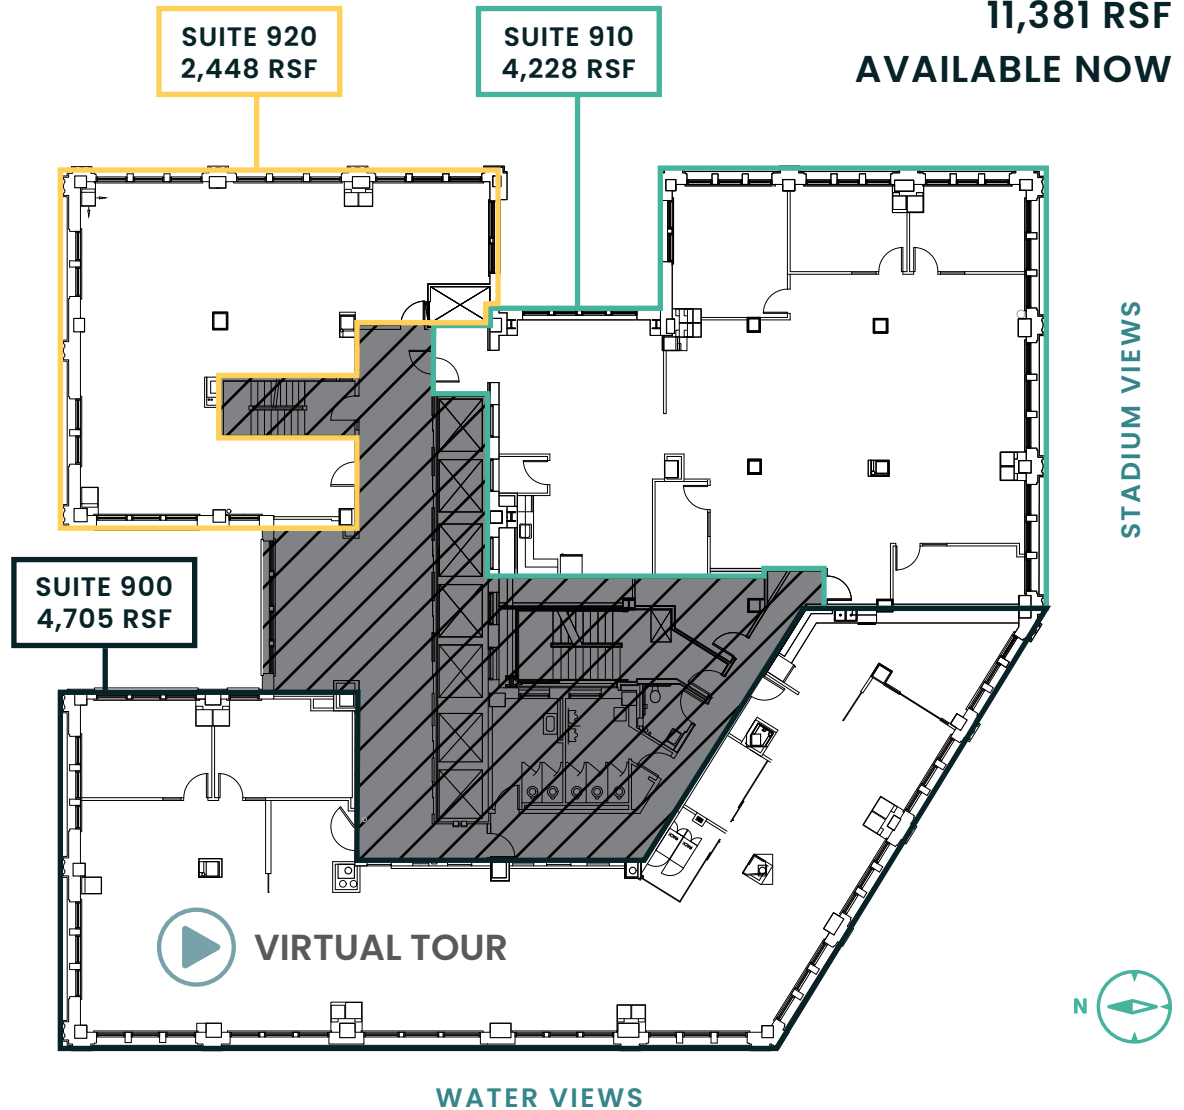 11,381 RSF
AVAILABLE NOW
SUITE 920
2,448 RSF
SUITE 910
4,228 RSF
STADIUM VIEWS
SUITE 900
4,705 RSF
VIRTUAL TOUR
N
WATER VIEWS